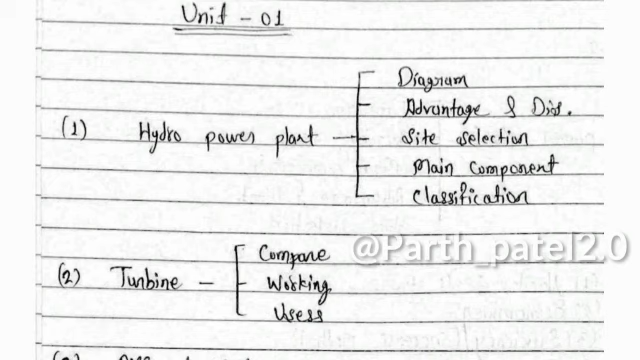 Unit - 01
Diagram
Advantage & Dis.
(1) Hydro power plant - Site selection
Main component
Classification
@Parth_patel2.0
Compare
(2) Turbine - Working
Usess